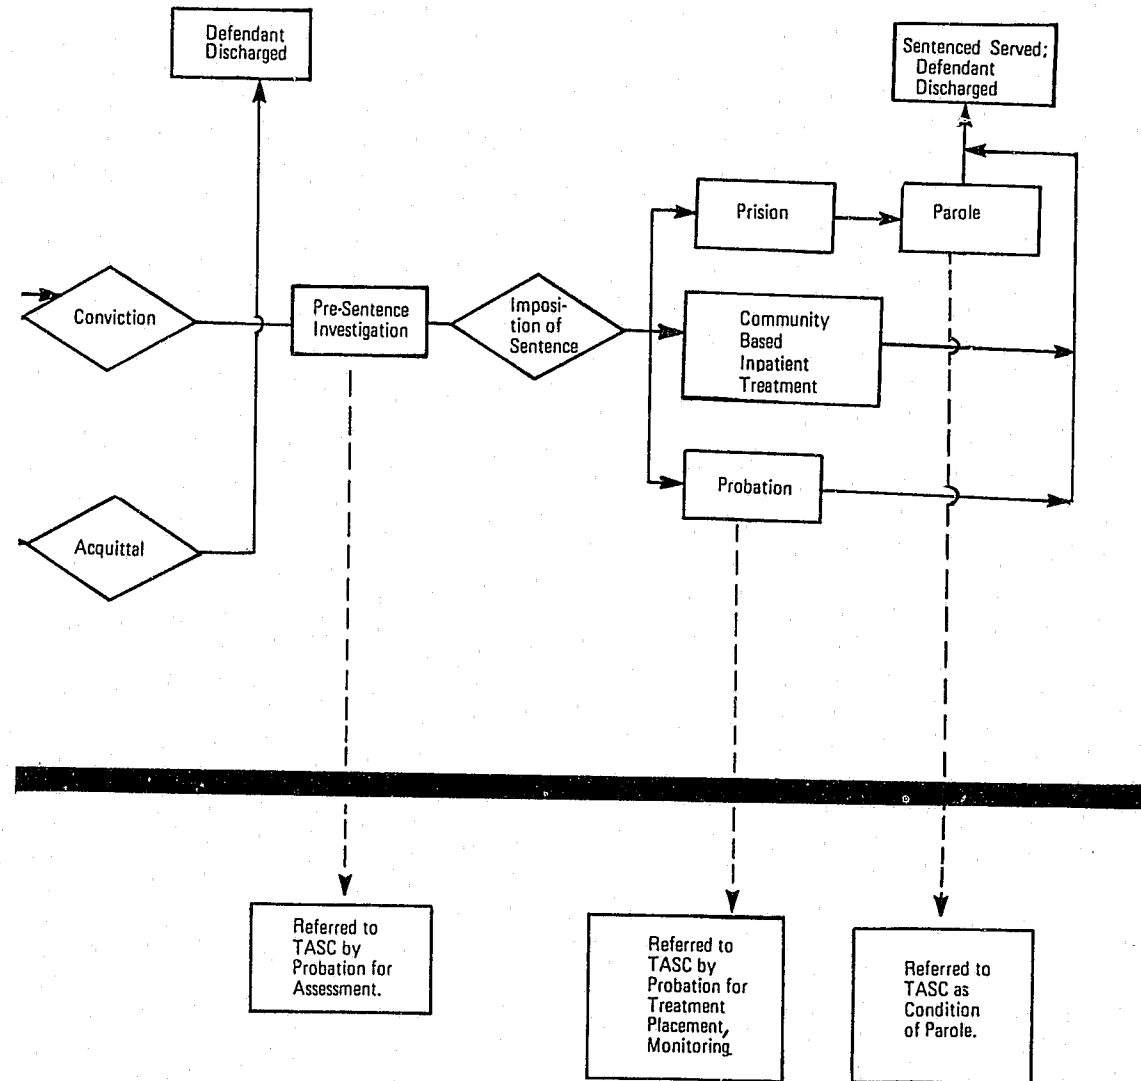 Defendant
Discharged
Sentenced Served;
Defendant
Discharged
Prision
Parole
Conviction
Pre-Sentence
Investigation
Imposi-
tion of
Sentence
Community
Based
Inpatient
Treatment
Probation
Acquittal
Referred to
TASC by
Probation for
Assessment.
Referred to
TASC by
Probation for
Treatment
Placement,
Monitoring.
Referred to
TASC as
Condition
of Parole.